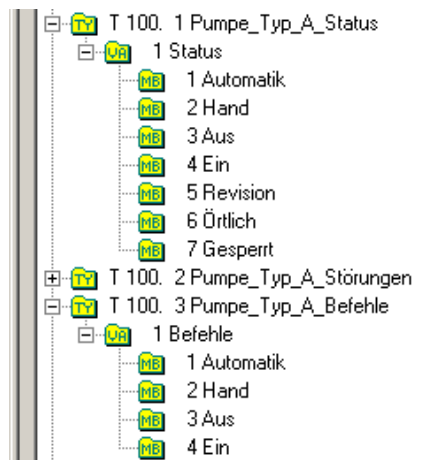 TY T 100. 1 Pumpe_Typ_A_Status
VA 1 Status
MB 1 Automatik
MB 2 Hand
MB 3 Aus
MB 4 Ein
MB 5 Revision
MB 6 Örtlich
MB 7 Gesperrt
TY T 100. 2 Pumpe_Typ_A_Störungen
TY T 100. 3 Pumpe_Typ_A_Befehle
VA 1 Befehle
MB 1 Automatik
MB 2 Hand
MB 3 Aus
MB 4 Ein